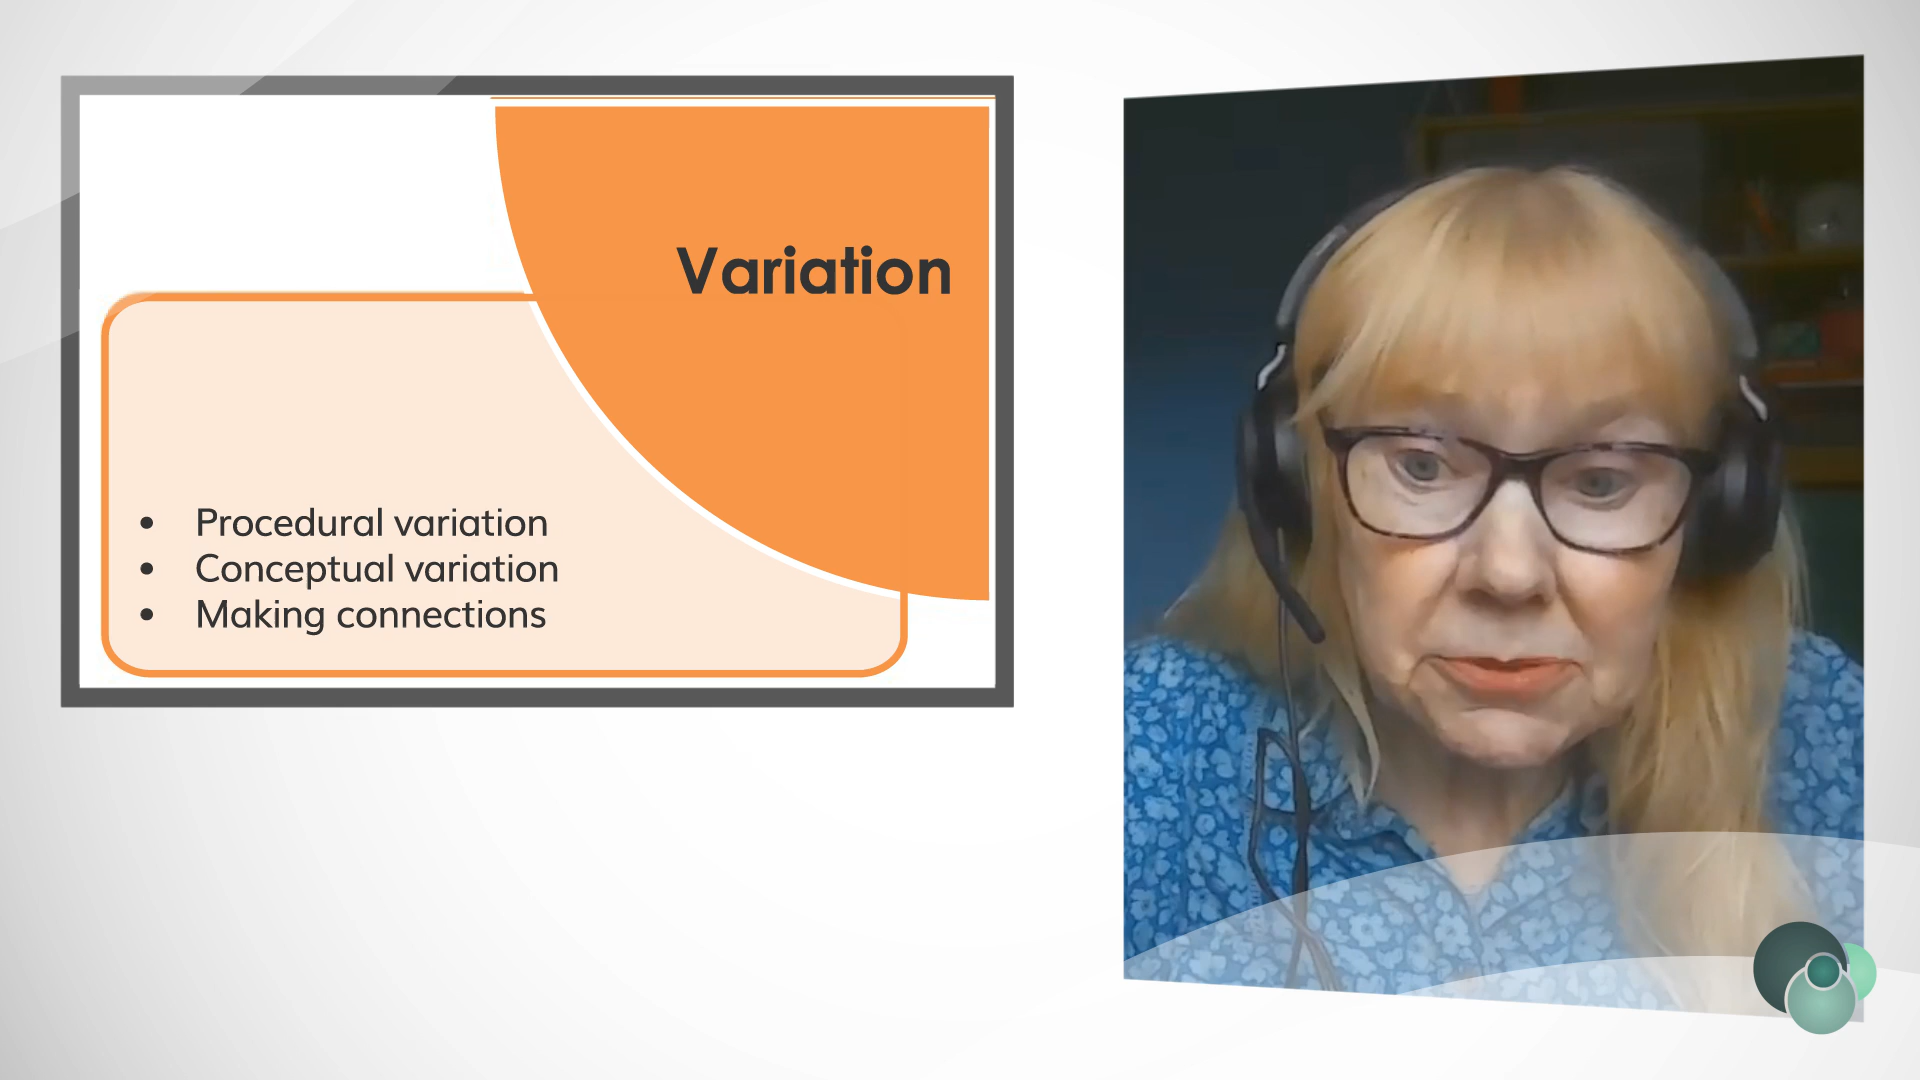 Variation
• Procedural variation
• Conceptual variation
• Making connections